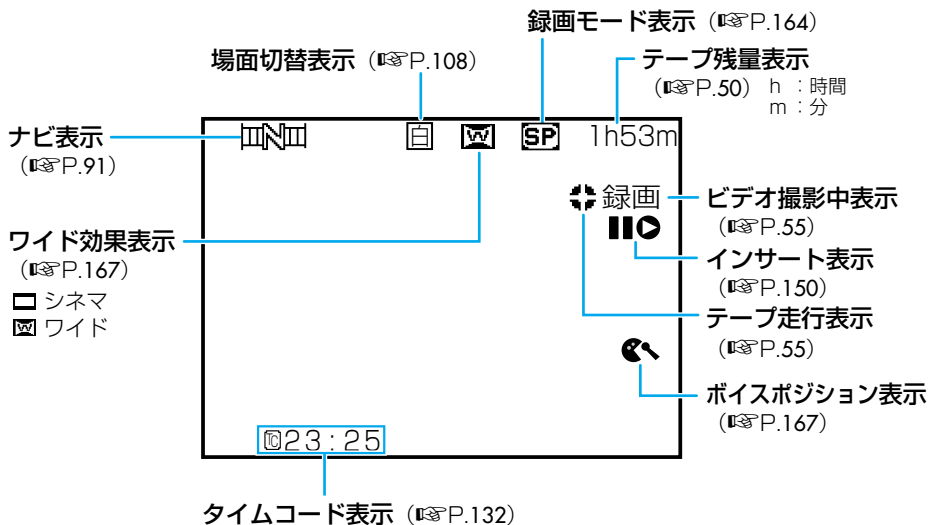 録画モード表示（☞P.164）
場面切替表示（☞P.108）
テープ残量表示
（☞P.50） h ：時間
m ：分
ナビ表示
（☞P.91）
N 白 W SP 1h53m
録画
ビデオ撮影中表示
（☞P.55）
ワイド効果表示
（☞P.167）
シネマ
W ワイド
インサート表示
（☞P.150）
テープ走行表示
（☞P.55）
ボイスポジション表示
（☞P.167）
TC 23:25
タイムコード表示（☞P.132）